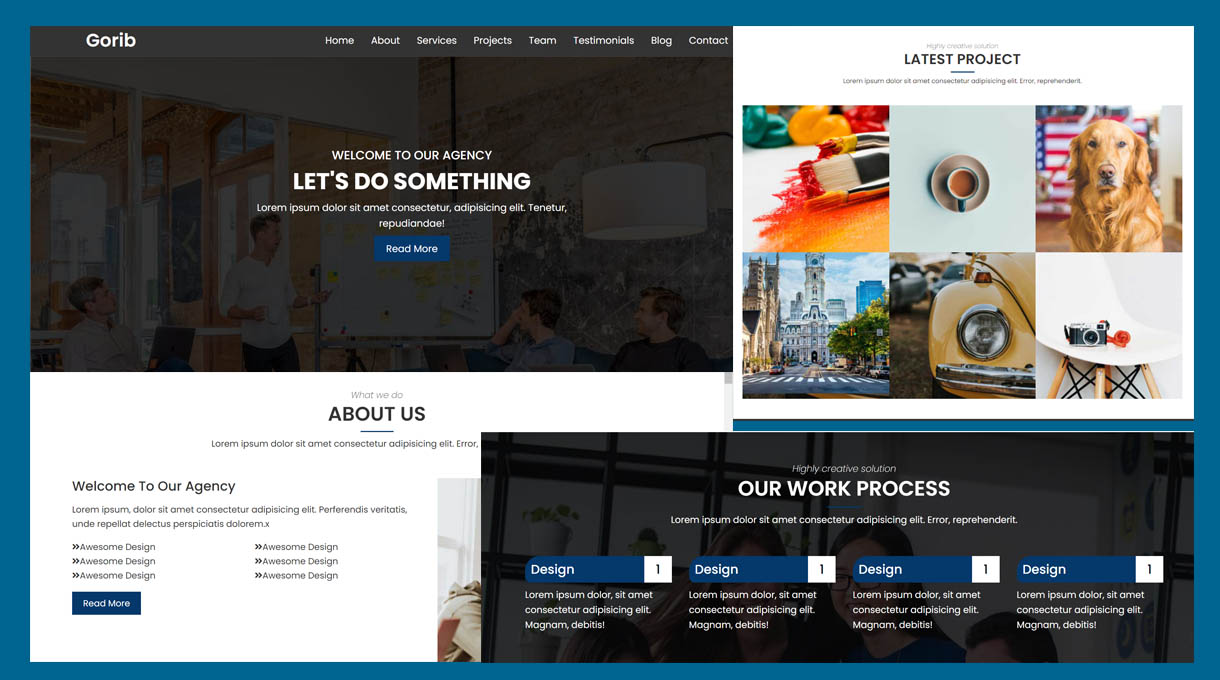 Gorib
Home About Services Projects Team Testimonials Blog Contact
WELCOME TO OUR AGENCY
LET'S DO SOMETHING
Lorem ipsum dolor sit amet consectetur, adipisicing elit. Tenetur,
repudiandae!
Read More
What we do
ABOUT US
Lorem ipsum dolor sit amet consectetur adipisicing elit. Error,
Welcome To Our Agency
Lorem ipsum, dolor sit amet consectetur adipisicing elit. Perferendis veritatis,
unde repellat delectus perspiciatis dolorem.x
Awesome Design Awesome Design
Awesome Design Awesome Design
Awesome Design Awesome Design
Read More
Highly creative solution
LATEST PROJECT
Lorem ipsum dolor sit amet consectetur adipisicing elit. Error, reprehenderit.
Highly creative solution
OUR WORK PROCESS
Lorem ipsum dolor sit amet consectetur adipisicing elit. Error, reprehenderit.
Design 1
Lorem ipsum dolor, sit amet
consectetur adipisicing elit.
Magnam, debitis!
Design 1
Lorem ipsum dolor, sit amet
consectetur adipisicing elit.
Magnam, debitis!
Design 1
Lorem ipsum dolor, sit amet
consectetur adipisicing elit.
Magnam, debitis!
Design 1
Lorem ipsum dolor, sit amet
consectetur adipisicing elit.
Magnam, debitis!